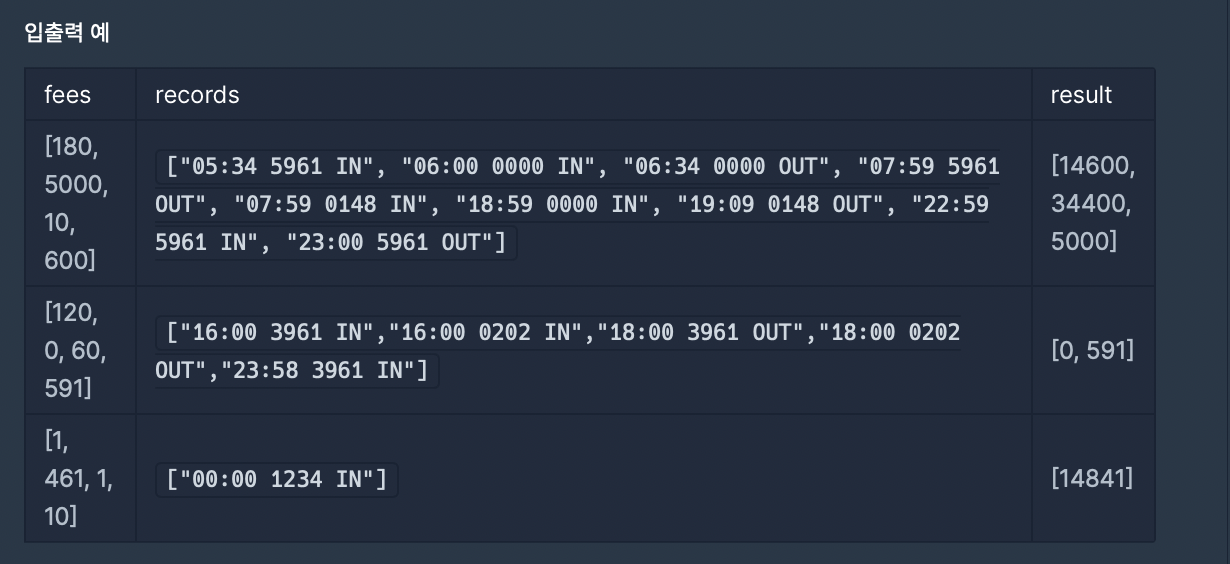 입출력 예
fees records result
[180,
5000,
10,
600]
["05:34 5961 IN", "06:00 0000 IN", "06:34 0000 OUT", "07:59 5961
OUT", "07:59 0148 IN", "18:59 0000 IN", "19:09 0148 OUT", "22:59
5961 IN", "23:00 5961 OUT"]
[14600,
34400,
5000]
[120,
0, 60,
591]
["16:00 3961 IN","16:00 0202 IN","18:00 3961 OUT","18:00 0202
OUT","23:58 3961 IN"]
[0, 591]
[1,
461, 1,
10]
["00:00 1234 IN"]
[14841]